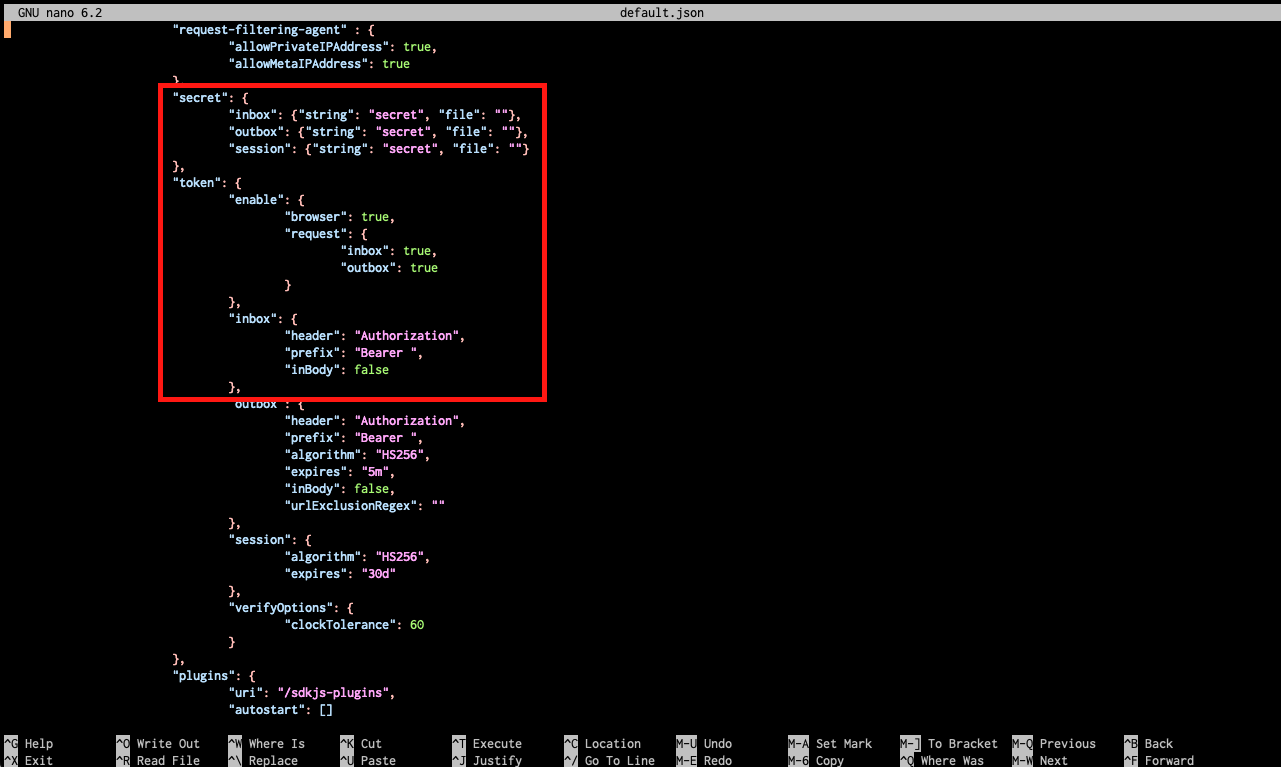 GNU nano 6.2 default.json
"request-filtering-agent" : {
"allowPrivateIPAddress": true,
"allowMetaIPAddress": true
},
"secret": {
"inbox": {"string": "secret", "file": ""},
"outbox": {"string": "secret", "file": ""},
"session": {"string": "secret", "file": ""}
},
"token": {
"enable": {
"browser": true,
"request": {
"inbox": true,
"outbox": true
}
},
"inbox": {
"header": "Authorization",
"prefix": "Bearer ",
"inBody": false
},
"outbox": {
"header": "Authorization",
"prefix": "Bearer ",
"algorithm": "HS256",
"expires": "5m",
"inBody": false,
"urlExclusionRegex": ""
},
"session": {
"algorithm": "HS256",
"expires": "30d"
},
"verifyOptions": {
"clockTolerance": 60
}
},
"plugins": {
"uri": "/sdkjs-plugins",
"autostart": []
^G Help ^O Write Out ^W Where Is ^K Cut ^T Execute ^C Location M-U Undo M-A Set Mark M-] To Bracket M-Q Previous ^B Back
^X Exit ^R Read File ^\ Replace ^U Paste ^J Justify ^/ Go To Line M-E Redo M-6 Copy ^Q Where Was M-W Next ^F Forward